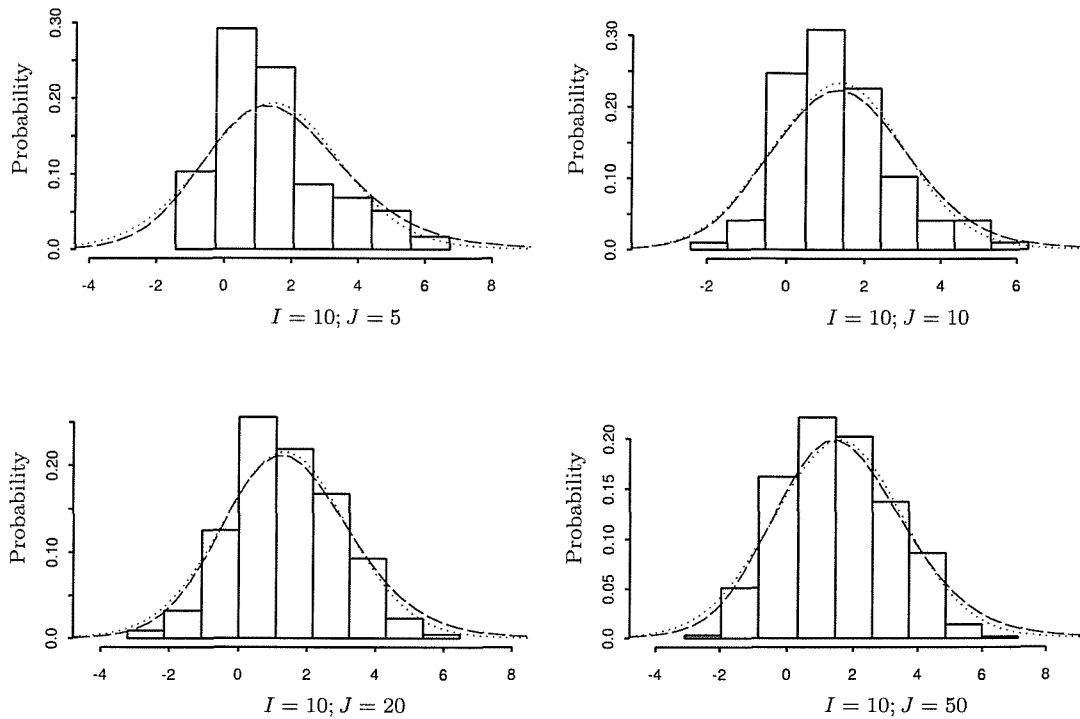 Probability
0.0 0.10 0.20 0.30
-4 -2 0 2 4 6 8
I = 10; J = 5
Probability
0.0 0.10 0.20 0.30
-2 0 2 4 6
I = 10; J = 10
Probability
0.0 0.10 0.20
-4 -2 0 2 4 6 8
I = 10; J = 20
Probability
0.0 0.05 0.10 0.15 0.20
-4 -2 0 2 4 6 8
I = 10; J = 50